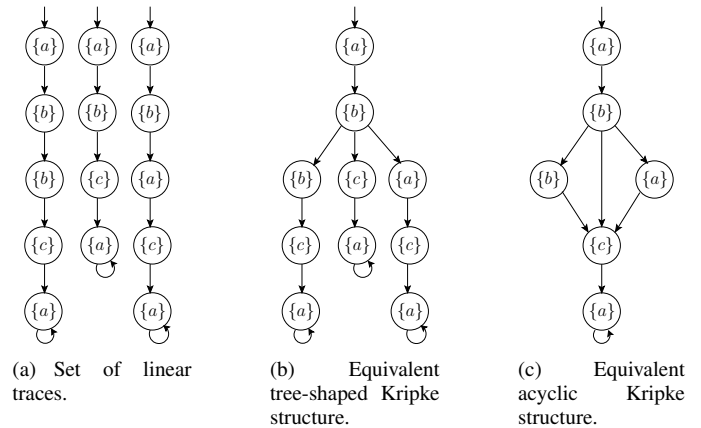 {a} {a} {a} {a} {a}
{b} {b} {b} {b} {b}
{b} {c} {a} {b} {c} {a} {b} {a}
{c} {a} {c} {c} {a} {c} {c}
{a} {a} {a} {a} {a}
(a) Set of linear
traces.
(b) Equivalent
tree-shaped Kripke
structure.
(c) Equivalent
acyclic Kripke
structure.